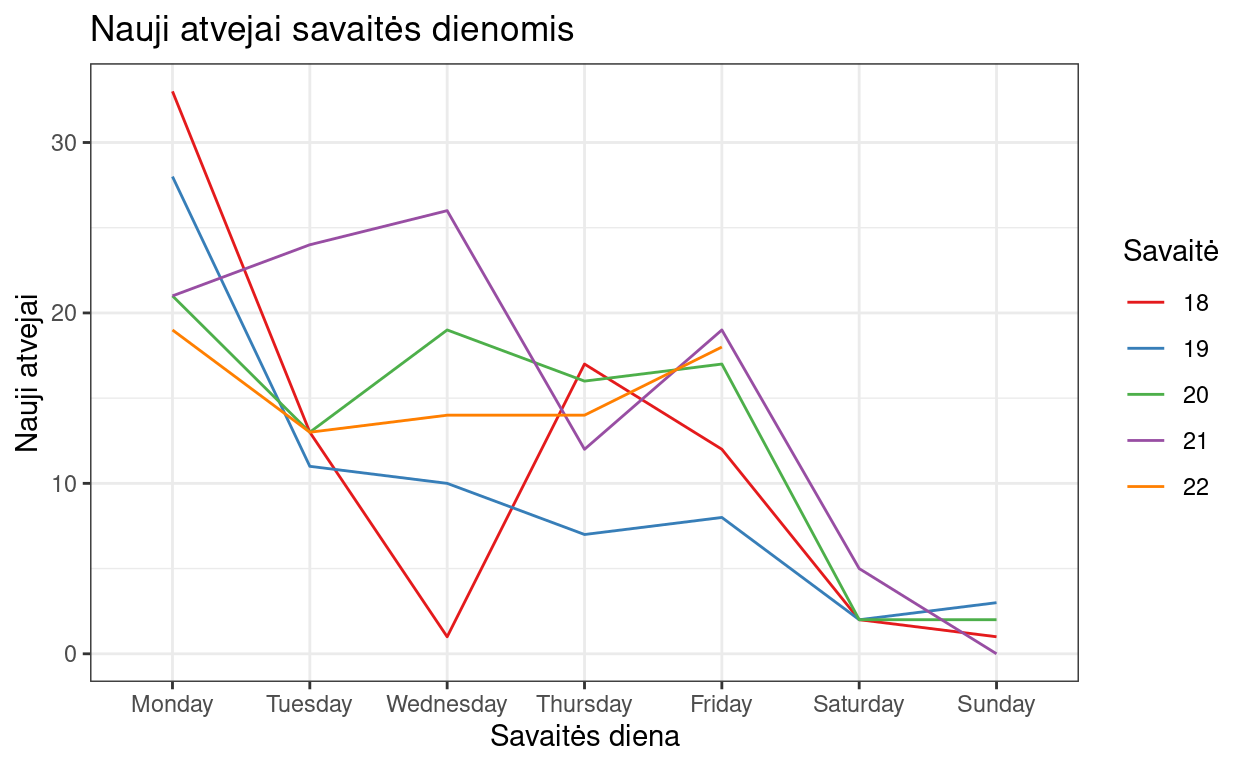 Nauji atvejai savaitės dienomis
Nauji atvejai
30
20
10
0
Monday Tuesday Wednesday Thursday Friday Saturday Sunday
Savaitės diena
Savaitė
18
19
20
21
22